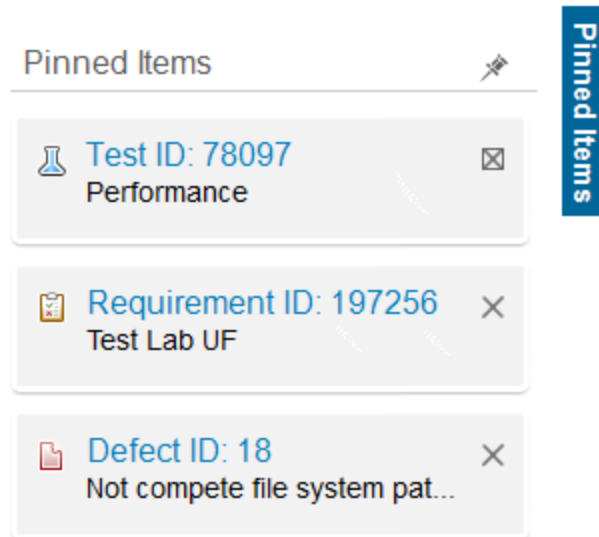 Pinned Items
Test ID: 78097
Performance
Requirement ID: 197256
Test Lab UF
Defect ID: 18
Not compete file system pat...
Pinned Items